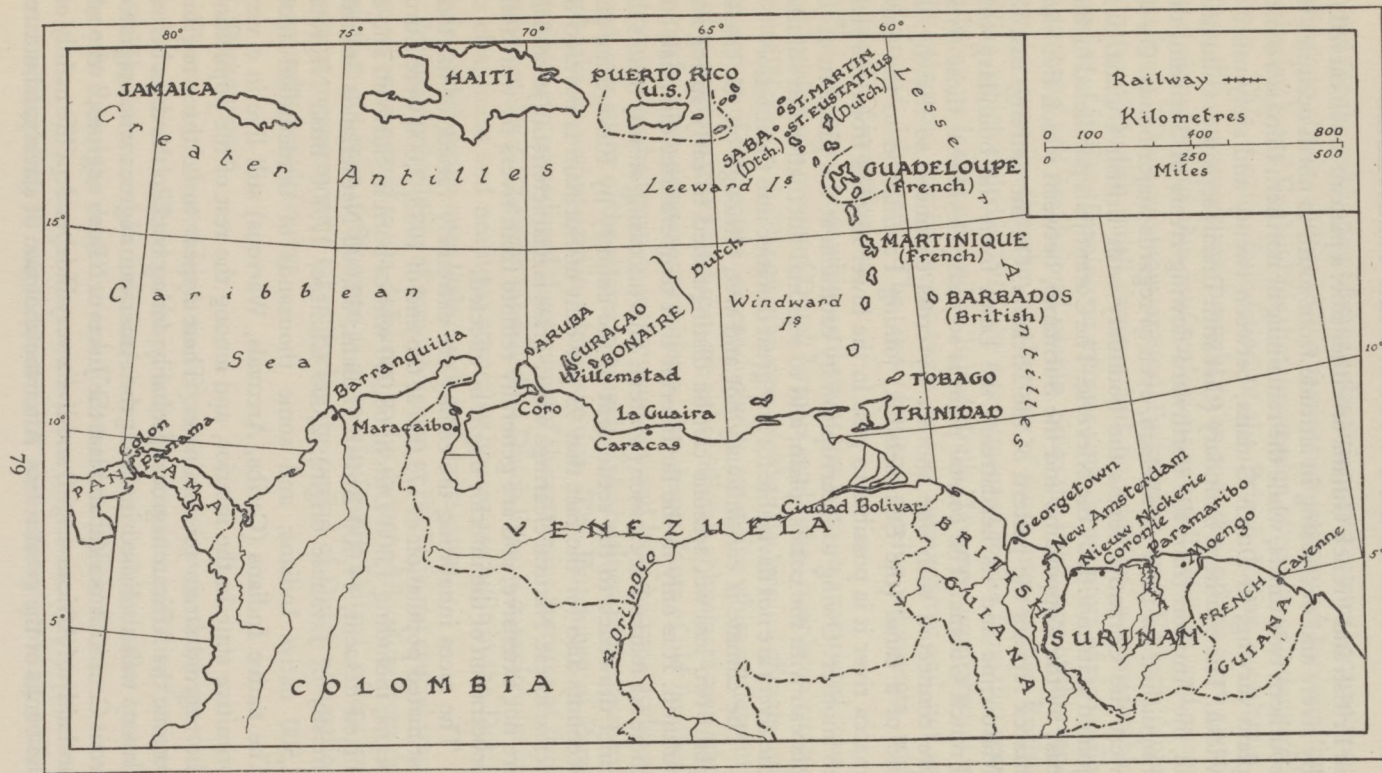 80°
75°
70°
65°
60°
JAMAICA
HAITI
PUERTO RICO
(U.S.)
ST. MARTIN
ST. EUSTATIUS
(Dutch)
SABA
(Dtch.)
Lesser Antilles
Railway
Kilometres
0 100 400 800
0 250 500
Miles
Greater Antilles
Leeward Is
GUADELOUPE
(French)
15°
MARTINIQUE
(French)
Dutch
Caribbean
Sea
Windward
Is
BARBADOS
(British)
ARUBA
CURAÇAO
BONAIRE
Willemstad
10°
Barranquilla
TOBAGO
TRINIDAD
Coro
La Guaira
Caracas
Maracaibo
10°
Colon
Panama
PANAMA
79
Ciudad Bolivar
VENEZUELA
Georgetown
New Amsterdam
Nieuw Nickerie
Coronie
Paramaribo
Moengo
Cayenne
5°
BRITISH
GUIANA
SURINAM
FRENCH
GUIANA
R. Orinoco
5°
COLOMBIA